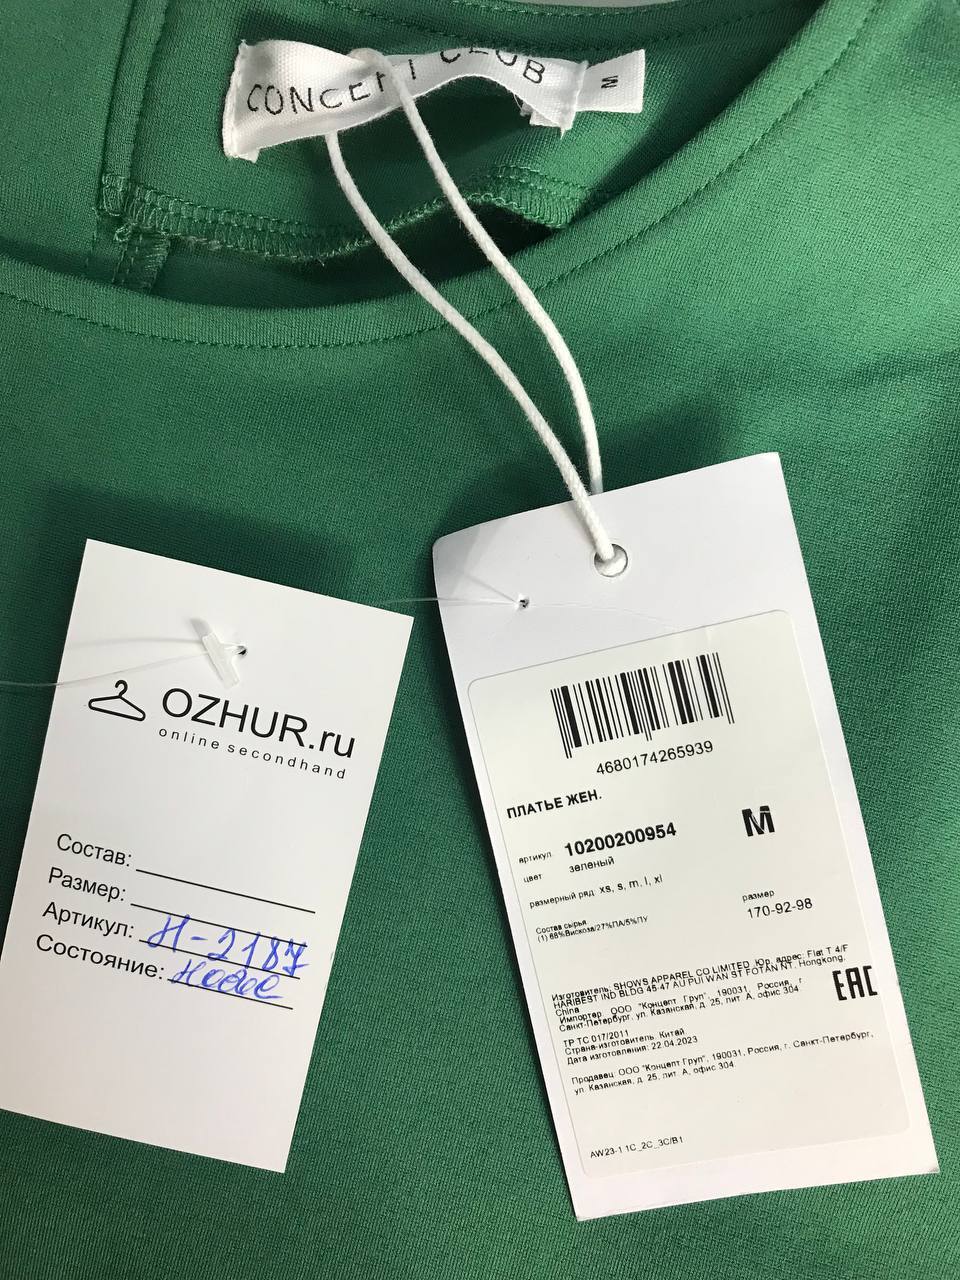 CONCEPT CLUB
M
OZHUR.ru
online secondhand
Состав:
Размер:
Артикул: Н-2187
Состояние: Новое
4680174265939
ПЛАТЬЕ ЖЕН.
артикул 10200200954 M
цвет зеленый
размерный ряд: xs, s, m, l, xl
размер
170-92-98
Состав сырья
(1) 68%Вискоза/27%ПА/5%ПУ
Изготовитель: SHOWS APPAREL CO LIMITED .Юр. адрес: Flat T 4/F
HARIBEST IND BLDG 45-47 AU PUI WAN ST FOTAN NT. Hongkong.
China
Импортер: ООО "Концепт Груп", 190031, Россия, г.
Санкт-Петербург, ул. Казанская, д. 25, лит. А, офис 304
EAC
ТР ТС 017/2011
Страна-изготовитель: Китай
Дата изготовления: 22.04.2023
Продавец: ООО "Концепт Груп", 190031, Россия, г. Санкт-Петербург,
ул. Казанская, д. 25, лит. А, офис 304
AW23-1 1C_2C_3C/B1